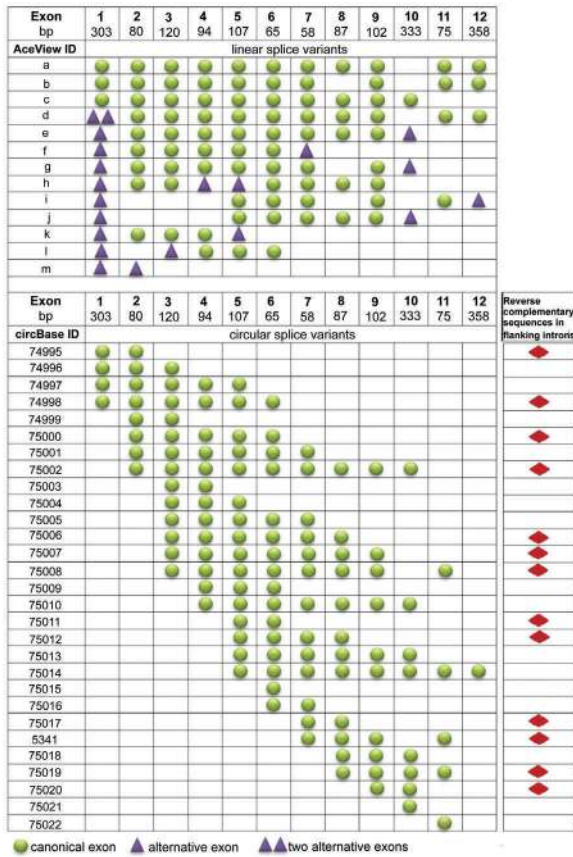 Exon 1 2 3 4 5 6 7 8 9 10 11 12
bp 303 80 120 94 107 65 58 87 102 333 75 358
AceView ID linear splice variants
a
b
c
d
e
f
g
h
i
j
k
l
m
Exon 1 2 3 4 5 6 7 8 9 10 11 12
bp 303 80 120 94 107 65 58 87 102 333 75 358
circBase ID circular splice variants
Reverse
complementary
sequences in
flanking introns
74995
74996
74997
74998
74999
75000
75001
75002
75003
75004
75005
75006
75007
75008
75009
75010
75011
75012
75013
75014
75015
75016
75017
5341
75018
75019
75020
75021
75022
canonical exon alternative exon two alternative exons